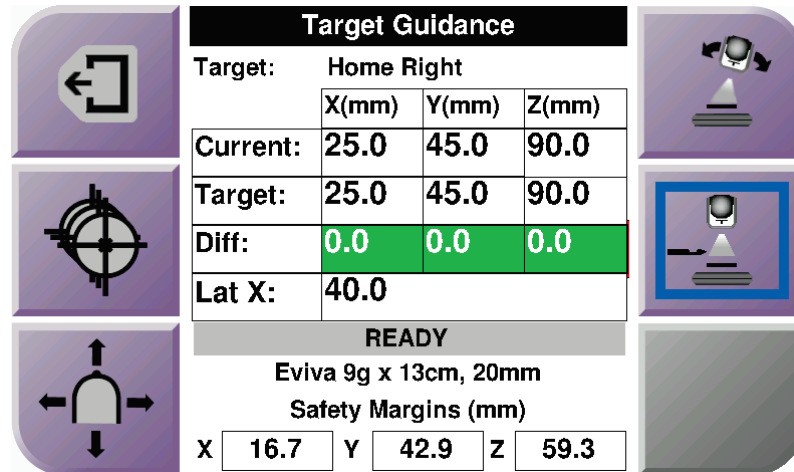 Target Guidance
Target: Home Right
X(mm) Y(mm) Z(mm)
Current: 25.0 45.0 90.0
Target: 25.0 45.0 90.0
Diff: 0.0 0.0 0.0
Lat X: 40.0
READY
Eviva 9g x 13cm, 20mm
Safety Margins (mm)
X 16.7 Y 42.9 Z 59.3